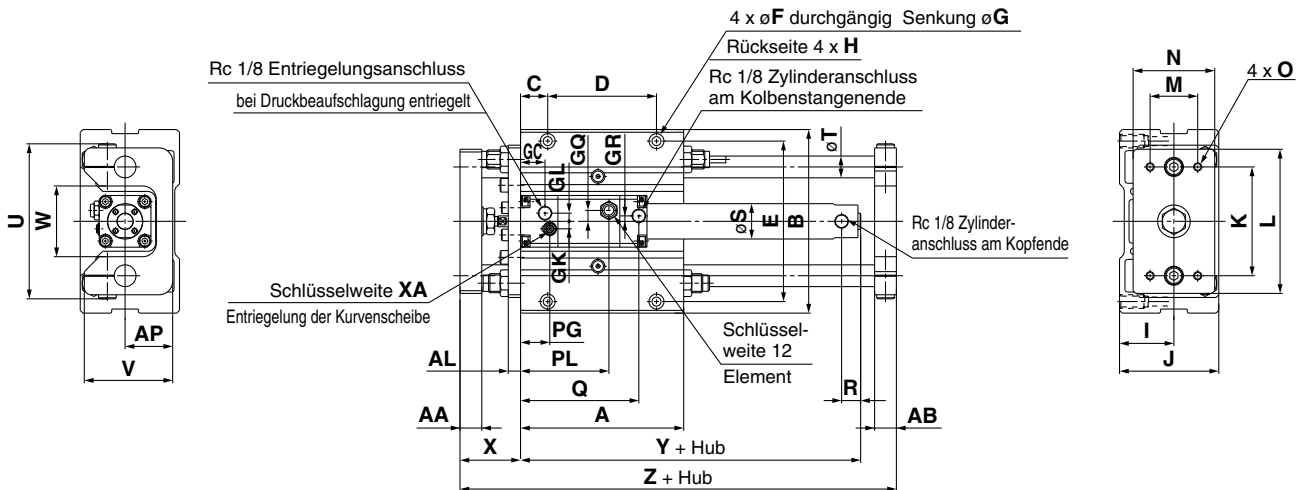 4 x øF durchgängig Senkung øG
Rückseite 4 x H
Rc 1/8 Entriegelungsanschluss
bei Druckbeaufschlagung entriegelt
Rc 1/8 Zylinderanschluss
am Kolbenstangenende
C
D
N
M
4 x O
GC
GQ
GR
øT
GL
U
W
øS
E
B
K
L
Rc 1/8 Zylinder-
anschluss am Kopfende
GK
Schlüsselweite XA
Entriegelung der Kurvenscheibe
AP
V
PG
AL
PL
Schlüssel-
weite 12
Element
I
J
Q
R
AA
A
AB
X
Y + Hub
Z + Hub